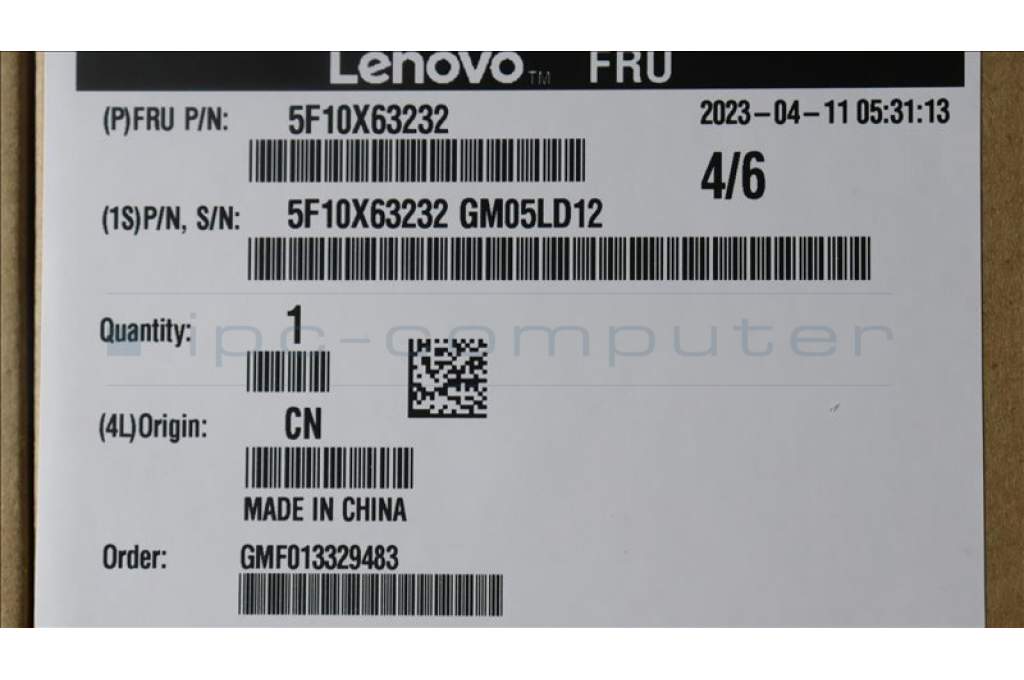 Lenovo™ FRU
(P)FRU P/N: 5F10X63232 2023-04-11 05:31:13
4/6
(1S)P/N, S/N: 5F10X63232 GM05LD12
Quantity: 1
ipc-computer
(4L)Origin: CN
MADE IN CHINA
Order: GMF013329483